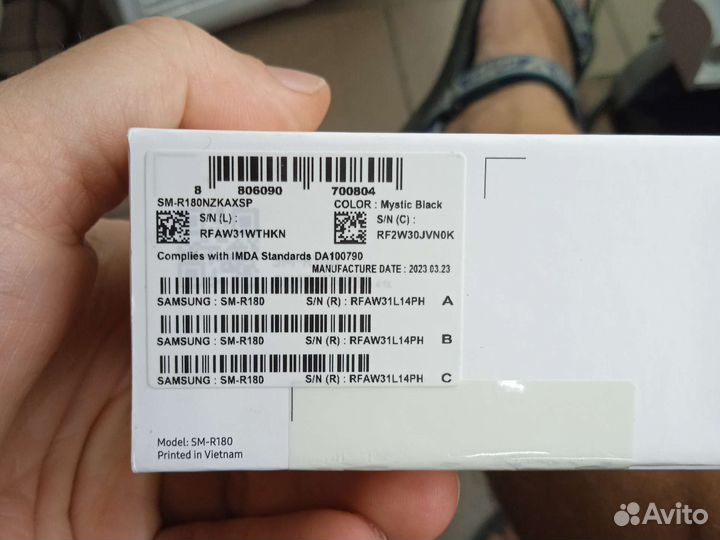 8 806090 700804
SM-R180NZKAXSP COLOR : Mystic Black
S/N (L) : S/N (C) :
RFAW31WTHKN RF2W30JVN0K
Complies with IMDA Standards DA100790
MANUFACTURE DATE : 2023.03.23
SAMSUNG : SM-R180 S/N (R) : RFAW31L14PH A
SAMSUNG : SM-R180 S/N (R) : RFAW31L14PH B
SAMSUNG : SM-R180 S/N (R) : RFAW31L14PH C
Model: SM-R180
Printed in Vietnam
Avito